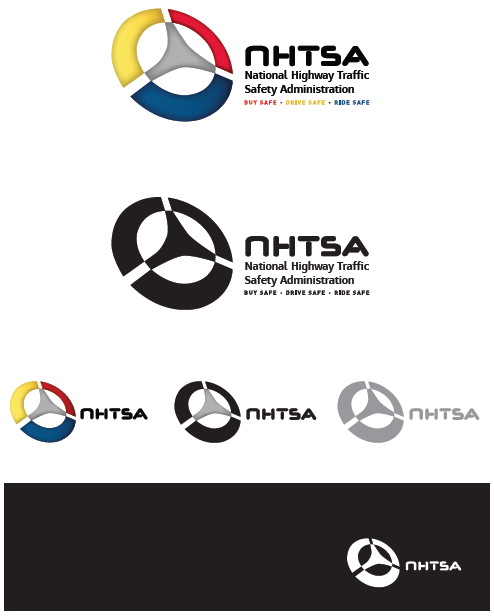 NHTSA
National Highway Traffic
Safety Administration
BUY SAFE • DRIVE SAFE • RIDE SAFE
NHTSA
National Highway Traffic
Safety Administration
BUY SAFE • DRIVE SAFE • RIDE SAFE
NHTSA NHTSA NHTSA
NHTSA